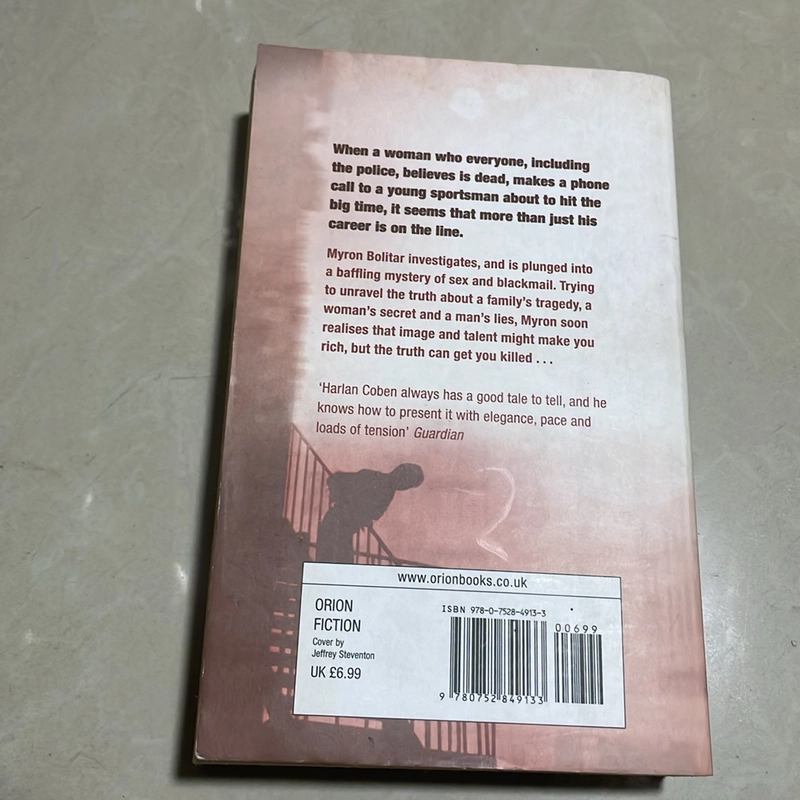 When a woman who everyone, including
the police, believes is dead, makes a phone
call to a young sportsman about to hit the
big time, it seems that more than just his
career is on the line.
Myron Bolitar investigates, and is plunged into
a baffling mystery of sex and blackmail. Trying
to unravel the truth about a family's tragedy, a
woman's secret and a man's lies, Myron soon
realises that image and talent might make you
rich, but the truth can get you killed . . .
‘Harlan Coben always has a good tale to tell, and he
knows how to present it with elegance, pace and
loads of tension’ Guardian
www.orionbooks.co.uk
ORION
FICTION
Cover by
Jeffrey Steventon
UK £6.99
ISBN 978-0-7528-4913-3
00699
9 780752 849133